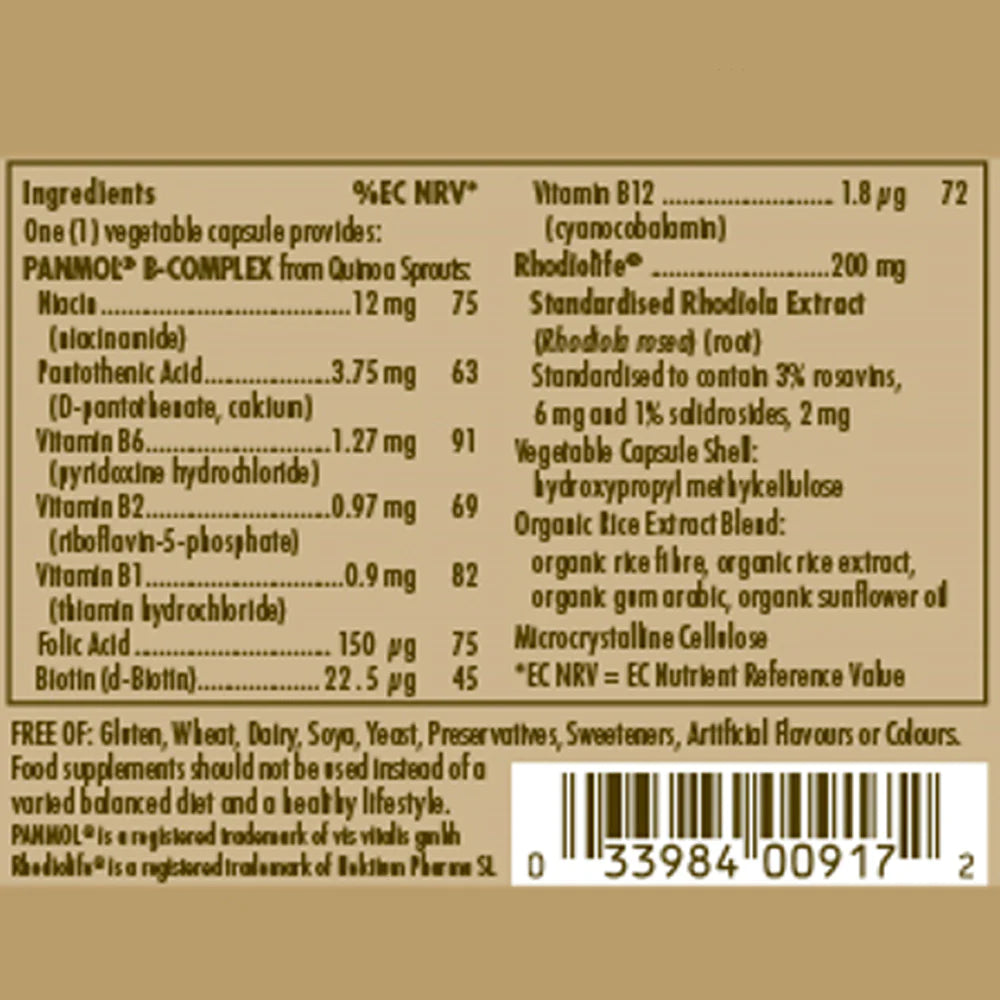 Ingredients %EC NRV*
One (1) vegetable capsule provides:
PANMOL® B-COMPLEX from Quinoa Sprouts:
Niacin 12 mg 75
(niacinamide)
Pantothenic Acid 3.75 mg 63
(D-pantothenate, calcium)
Vitamin B6 1.27 mg 91
(pyridoxine hydrochloride)
Vitamin B2 0.97 mg 69
(riboflavin-5-phosphate)
Vitamin B1 0.9 mg 82
(thiamin hydrochloride)
Folic Acid 150 µg 75
Biotin (d-Biotin) 22.5 µg 45
Vitamin B12 1.8 µg 72
(cyanocobalamin)
Rhodiolife® 200 mg
Standardised Rhodiola Extract
(Rhodiola rosea) (root)
Standardised to contain 3% rosavins,
6 mg and 1% salidrosides, 2 mg
Vegetable Capsule Shell:
hydroxypropyl methykellulose
Organic Rice Extract Blend:
organic rice fibre, organic rice extract,
organic gum arabic, organic sunflower oil
Microcrystalline Cellulose
*EC NRV = EC Nutrient Reference Value
FREE OF: Gluten, Wheat, Dairy, Soya, Yeast, Preservatives, Sweeteners, Artificial Flavours or Colours.
Food supplements should not be used instead of a
varied balanced diet and a healthy lifestyle.
PANMOL® is a registered trademark of vis vitalis gmbh
Rhodiolife® is a registered trademark of Nektium Pharma SL
0 33984 00917 2